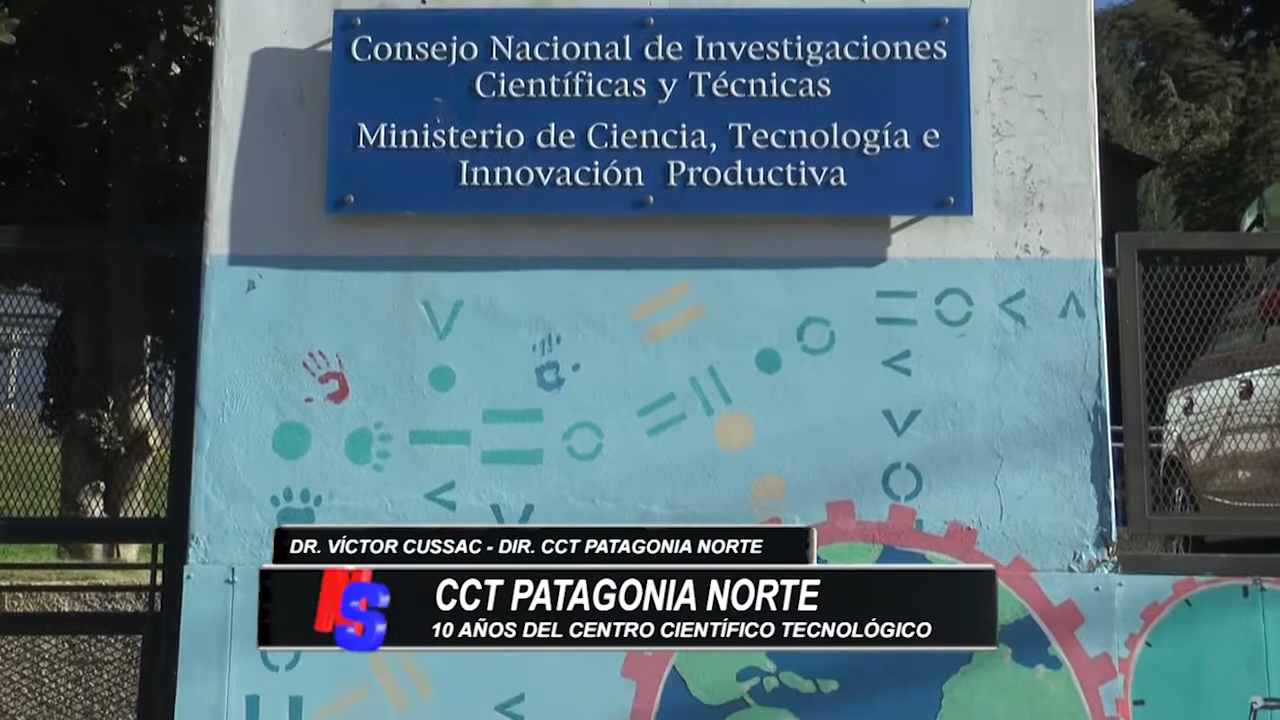 Consejo Nacional de Investigaciones
Científicas y Técnicas
Ministerio de Ciencia, Tecnología e
Innovación Productiva
DR. VÍCTOR CUSSAC - DIR. CCT PATAGONIA NORTE
NS
CCT PATAGONIA NORTE
10 AÑOS DEL CENTRO CIENTÍFICO TECNOLÓGICO